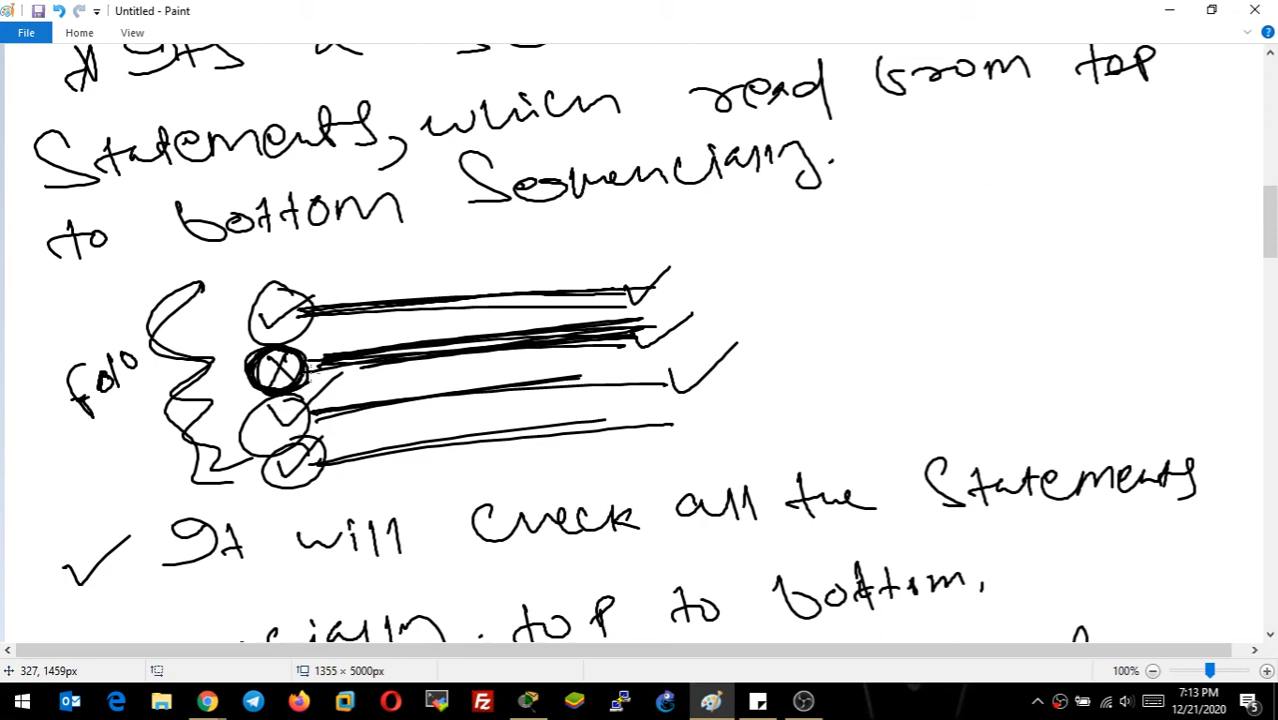 Untitled - Paint
File Home View
Statements, which read from top
to bottom Sequencially.
It will check all the Statements
top to bottom.
327, 1459px 1355 × 5000px 100%
7:13 PM
12/21/2020
5